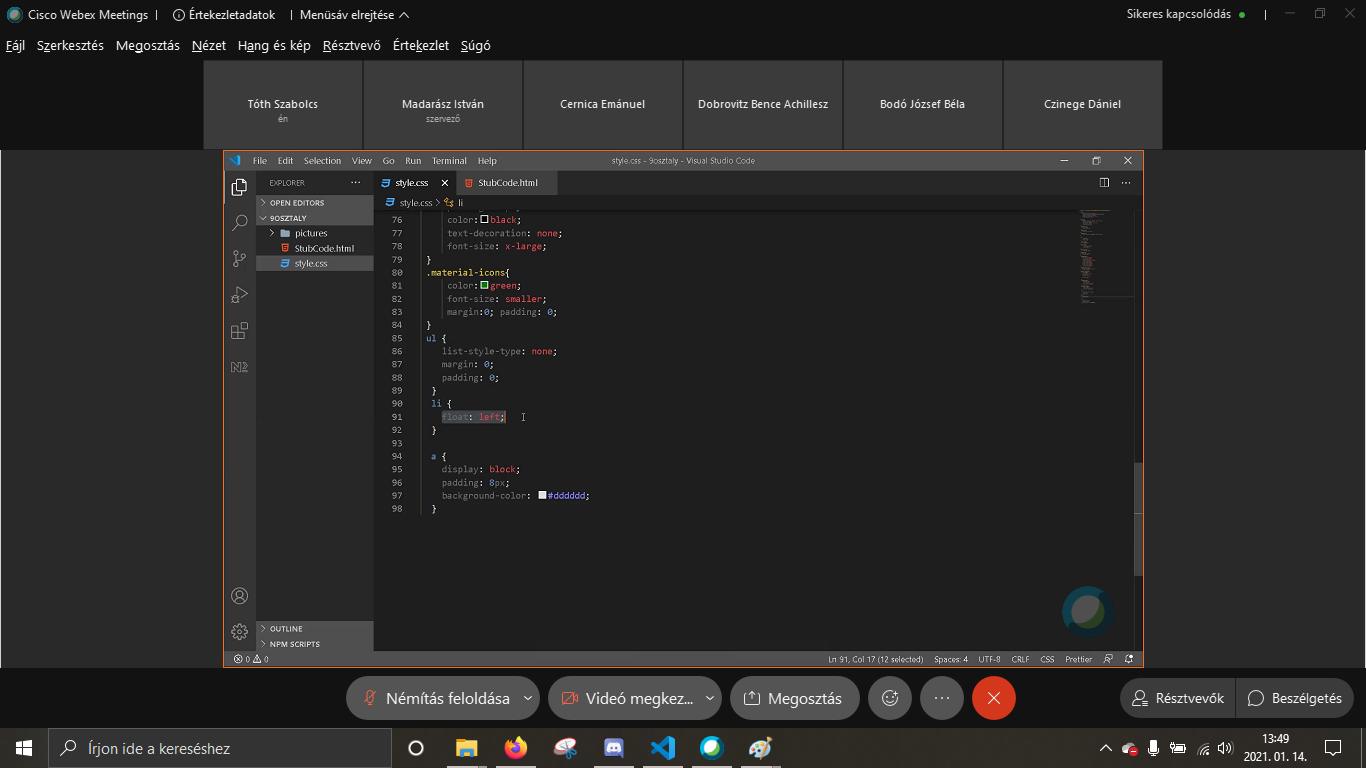 Cisco Webex Meetings | Értekezletadatok | Menüsáv elrejtése
Sikeres kapcsolódás
Fájl Szerkesztés Megosztás Nézet Hang és kép Résztvevő Értekezlet Súgó
Tóth Szabolcs
én
Madarász István
szervező
Cernica Emánuel
Dobrovitz Bence Achillesz
Bodó József Béla
Czinege Dániel
File Edit Selection View Go Run Terminal Help
style.css - 9osztaly - Visual Studio Code
EXPLORER
OPEN EDITORS
9OSZTALY
pictures
StubCode.html
style.css
style.css
StubCode.html
style.css > li
76 color: black;
77 text-decoration: none;
78 font-size: x-large;
79 }
80 .material-icons{
81 color: green;
82 font-size: smaller;
83 margin:0; padding: 0;
84 }
85 ul {
86 list-style-type: none;
87 margin: 0;
88 padding: 0;
89 }
90 li {
91 float: left;
92 }
93
94 a {
95 display: block;
96 padding: 8px;
97 background-color: #dddddd;
98 }
OUTLINE
NPM SCRIPTS
0 0
Ln 91, Col 17 (12 selected) Spaces: 4 UTF-8 CRLF CSS Prettier
Némítás feloldása
Videó megkez...
Megosztás
Résztvevők
Beszélgetés
Írjon ide a kereséshez
13:49
2021. 01. 14.